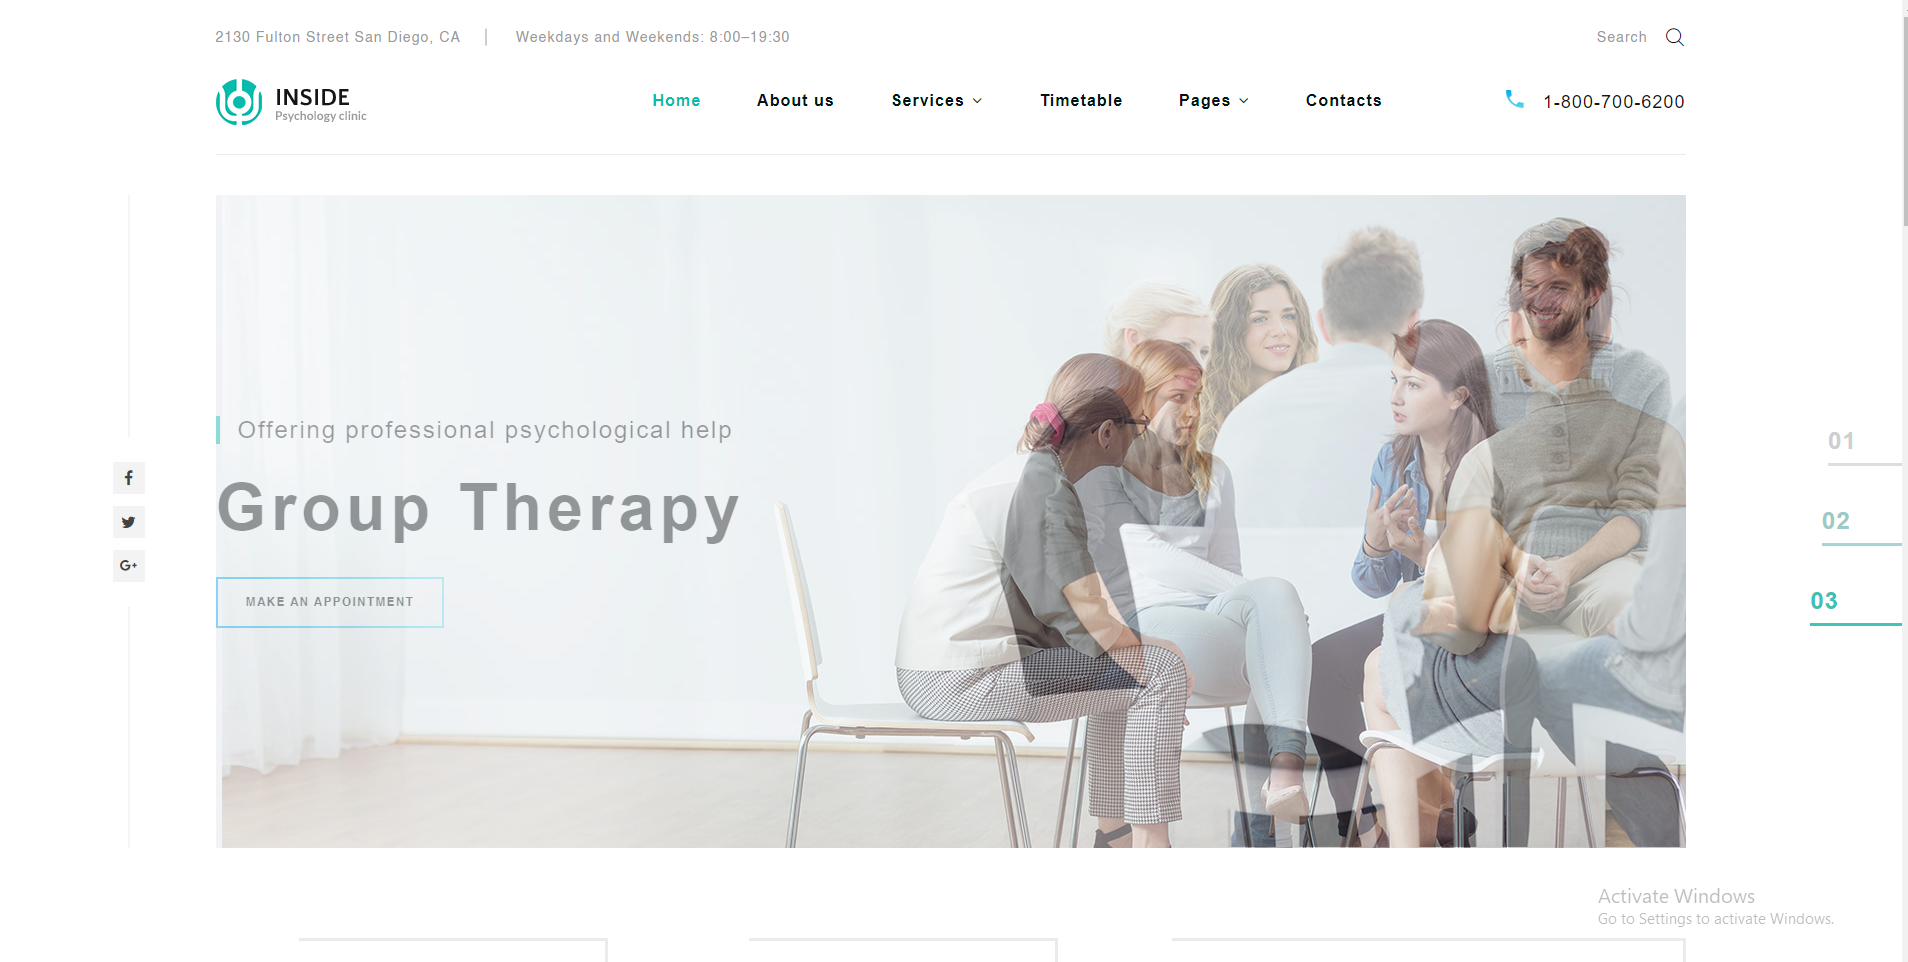 2130 Fulton Street San Diego, CA | Weekdays and Weekends: 8:00–19:30
Search
INSIDE
Psychology clinic
Home About us Services Timetable Pages Contacts
1-800-700-6200
Offering professional psychological help
Group Therapy
MAKE AN APPOINTMENT
f
G+
01
02
03
Activate Windows
Go to Settings to activate Windows.